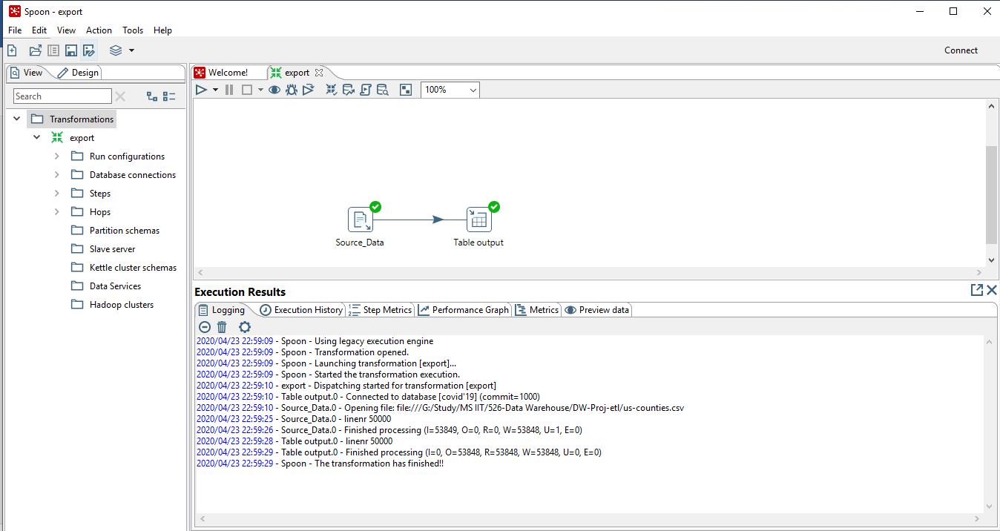 Spoon - export
File Edit View Action Tools Help
Connect
View Design
Welcome! export
Search
100%
Transformations
export
Run configurations
Database connections
Steps
Hops
Partition schemas
Slave server
Kettle cluster schemas
Data Services
Hadoop clusters
Source_Data Table output
Execution Results
Logging Execution History Step Metrics Performance Graph Metrics Preview data
2020/04/23 22:59:09 - Spoon - Using legacy execution engine
2020/04/23 22:59:09 - Spoon - Transformation opened.
2020/04/23 22:59:09 - Spoon - Launching transformation [export]...
2020/04/23 22:59:09 - Spoon - Started the transformation execution.
2020/04/23 22:59:10 - export - Dispatching started for transformation [export]
2020/04/23 22:59:10 - Table output.0 - Connected to database [covid'19] (commit=1000)
2020/04/23 22:59:10 - Source_Data.0 - Opening file: file:///G:/Study/MS IIT/526-Data Warehouse/DW-Proj-etl/us-counties.csv
2020/04/23 22:59:25 - Source_Data.0 - linenr 50000
2020/04/23 22:59:26 - Source_Data.0 - Finished processing (I=53849, O=0, R=0, W=53848, U=1, E=0)
2020/04/23 22:59:28 - Table output.0 - linenr 50000
2020/04/23 22:59:29 - Table output.0 - Finished processing (I=0, O=53848, R=53848, W=53848, U=0, E=0)
2020/04/23 22:59:29 - Spoon - The transformation has finished!!